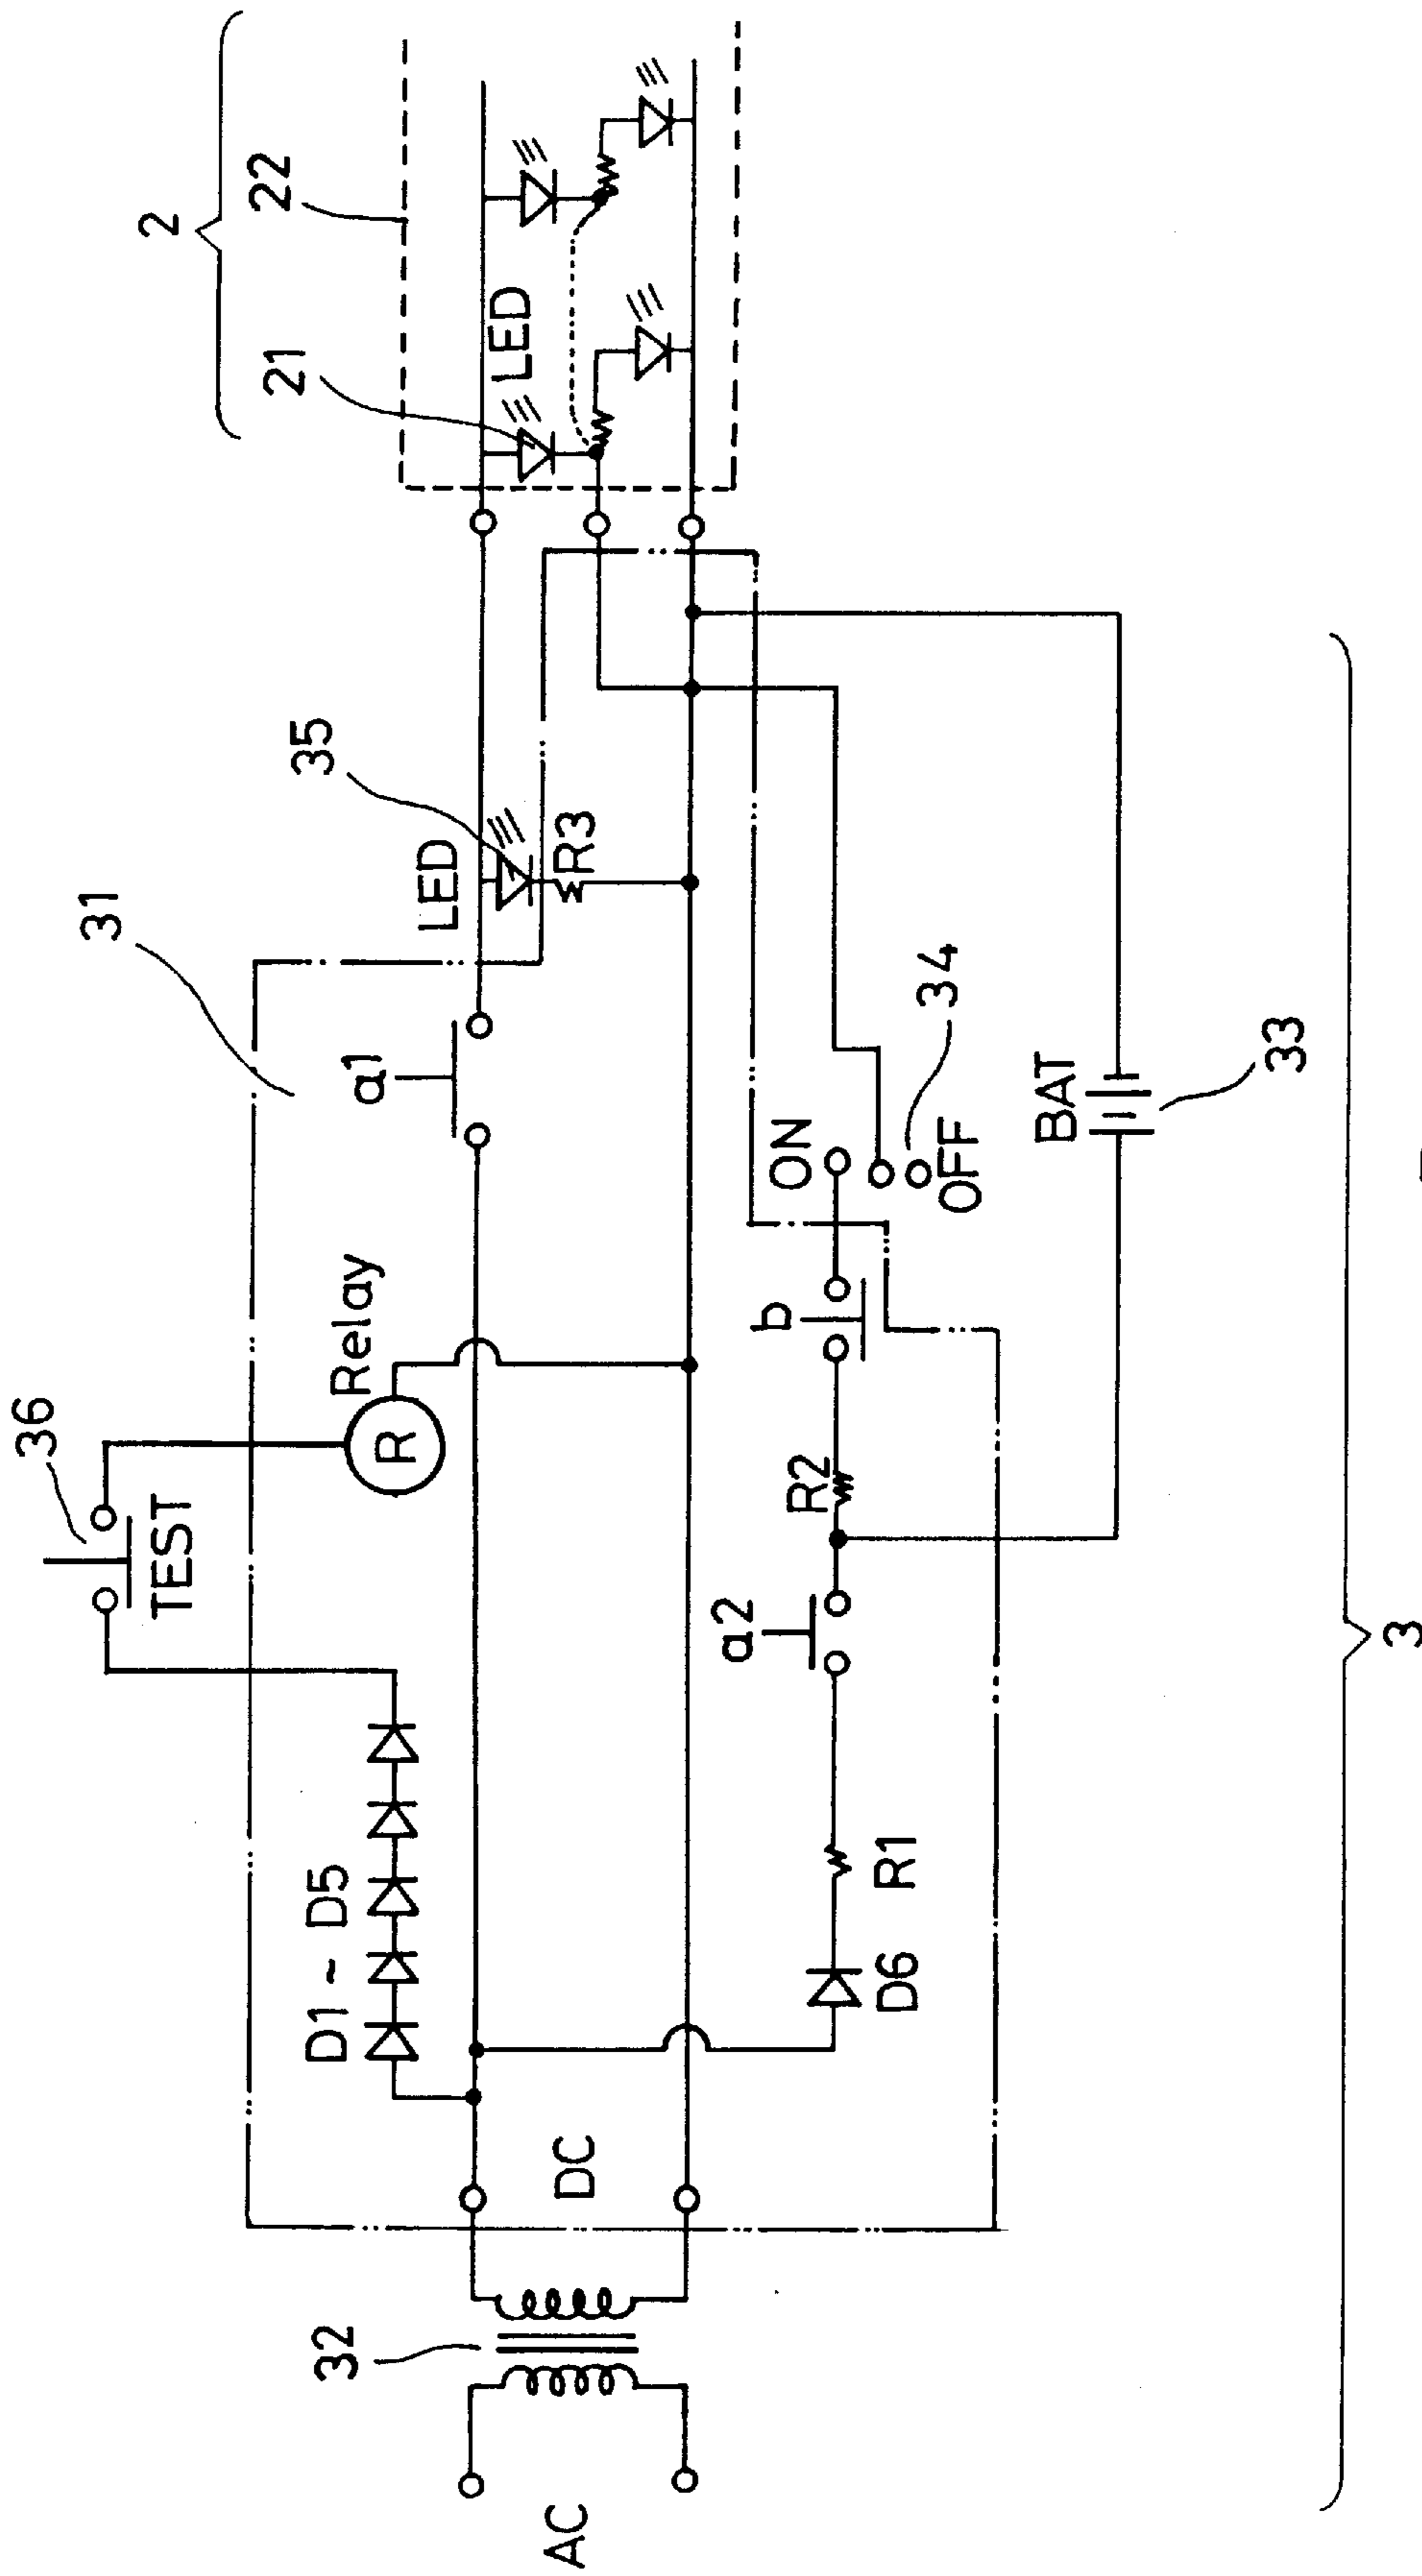 2
22
21
LED
35
LED
R3
31
a1
34
ON
OFF
BAT
33
Relay
R
b
36
TEST
R2
a2
3
D1 ~ D5
R1
D6
DC
32
AC